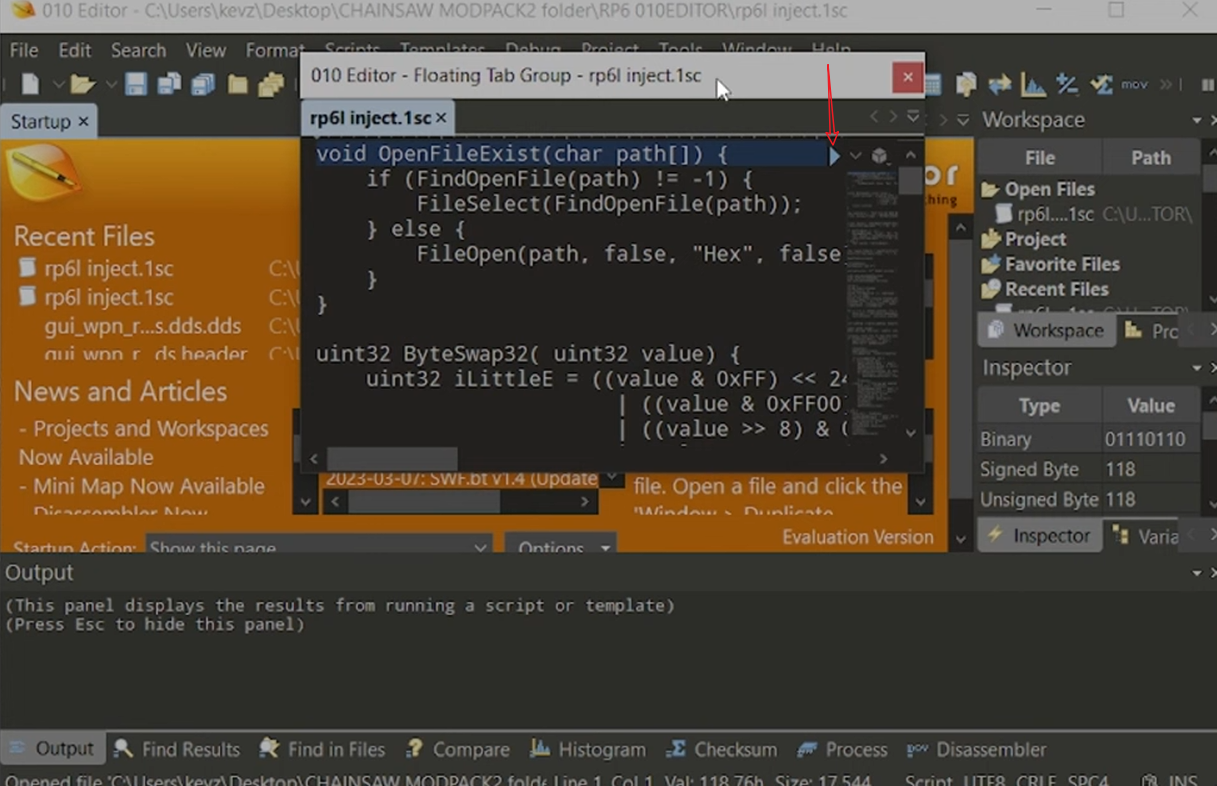 010 Editor - C:\Users\kevz\Desktop\CHAINSAW MODPACK2 folder\RP6 010EDITOR\rp6l inject.1sc
File Edit Search View Format Scripts Templates Debug Project Tools Window Help
010 Editor - Floating Tab Group - rp6l inject.1sc
mov
Startup
rp6l inject.1sc
Workspace
File Path
Open Files
rp6l....1sc C:\U...TOR\
Project
Favorite Files
Recent Files
Workspace
void OpenFileExist(char path[]) {
if (FindOpenFile(path) != -1) {
FileSelect(FindOpenFile(path));
} else {
FileOpen(path, false, "Hex", false
}
}
uint32 ByteSwap32( uint32 value) {
uint32 iLittleE = ((value & 0xFF) << 24
| ((value & 0xFF00)
| ((value >> 8) & 0
Recent Files
rp6l inject.1sc C:\
rp6l inject.1sc C:\
gui_wpn_r...s.dds.dds C:\
News and Articles
- Projects and Workspaces
Now Available
- Mini Map Now Available
Disassembler Now
2023-03-07: SWF.bt v1.4 (Update
file. Open a file and click the
'Window > Duplicate
Startup Action: Show this page Options
Evaluation Version
Inspector
Type Value
Binary 01110110
Signed Byte 118
Unsigned Byte 118
Inspector Varia
Output
(This panel displays the results from running a script or template)
(Press Esc to hide this panel)
Output Find Results Find in Files Compare Histogram Checksum Process Disassembler
Opened file 'C:\Users\kevz\Desktop\CHAINSAW MODPACK2 folde Line 1, Col 1 Val: 118 76h Size: 17,544 Script UTF8 CRLF SPC4 INS